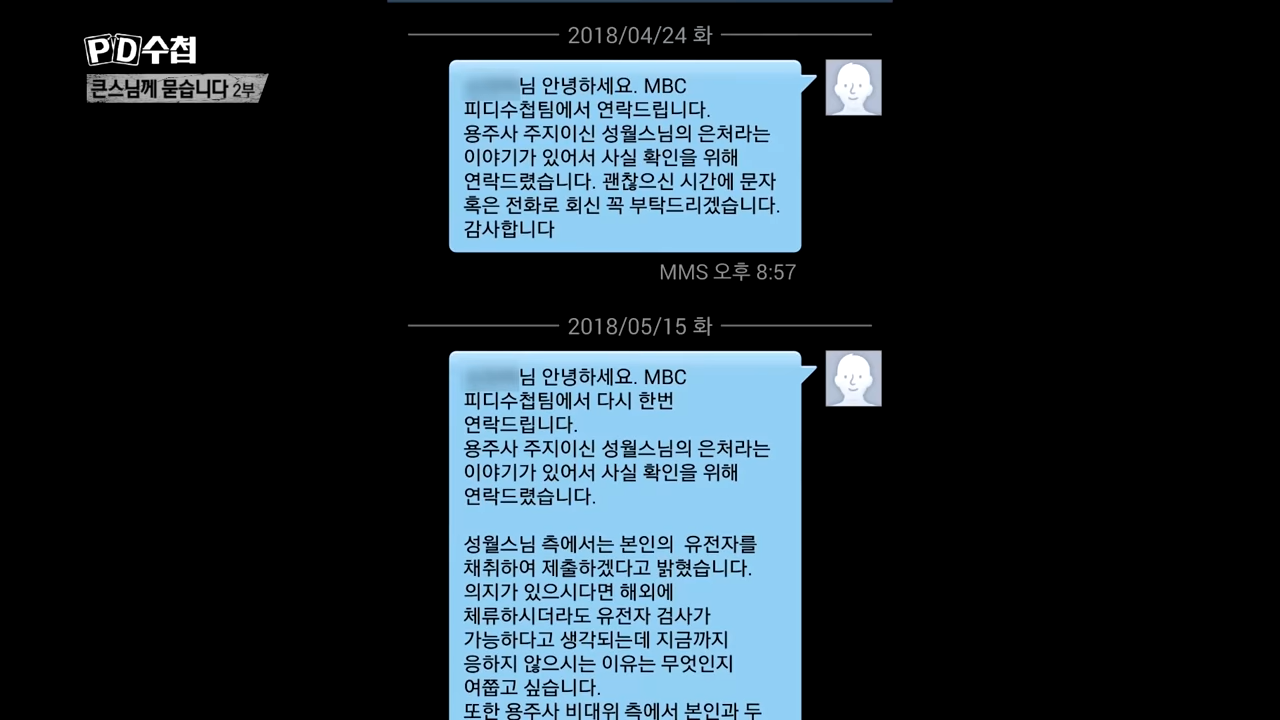 PD수첩
큰스님께 묻습니다 2부
2018/04/24 화
님 안녕하세요. MBC
피디수첩팀에서 연락드립니다.
용주사 주지이신 성월스님의 은처라는
이야기가 있어서 사실 확인을 위해
연락드렸습니다. 괜찮으신 시간에 문자
혹은 전화로 회신 꼭 부탁드리겠습니다.
감사합니다
MMS 오후 8:57
2018/05/15 화
님 안녕하세요. MBC
피디수첩팀에서 다시 한번
연락드립니다.
용주사 주지이신 성월스님의 은처라는
이야기가 있어서 사실 확인을 위해
연락드렸습니다.
성월스님 측에서는 본인의 유전자를
채취하여 제출하겠다고 밝혔습니다.
의지가 있으시다면 해외에
체류하시더라도 유전자 검사가
가능하다고 생각되는데 지금까지
응하지 않으시는 이유는 무엇인지
여쭙고 싶습니다.
또한 용주사 비대위 측에서 본인과 두